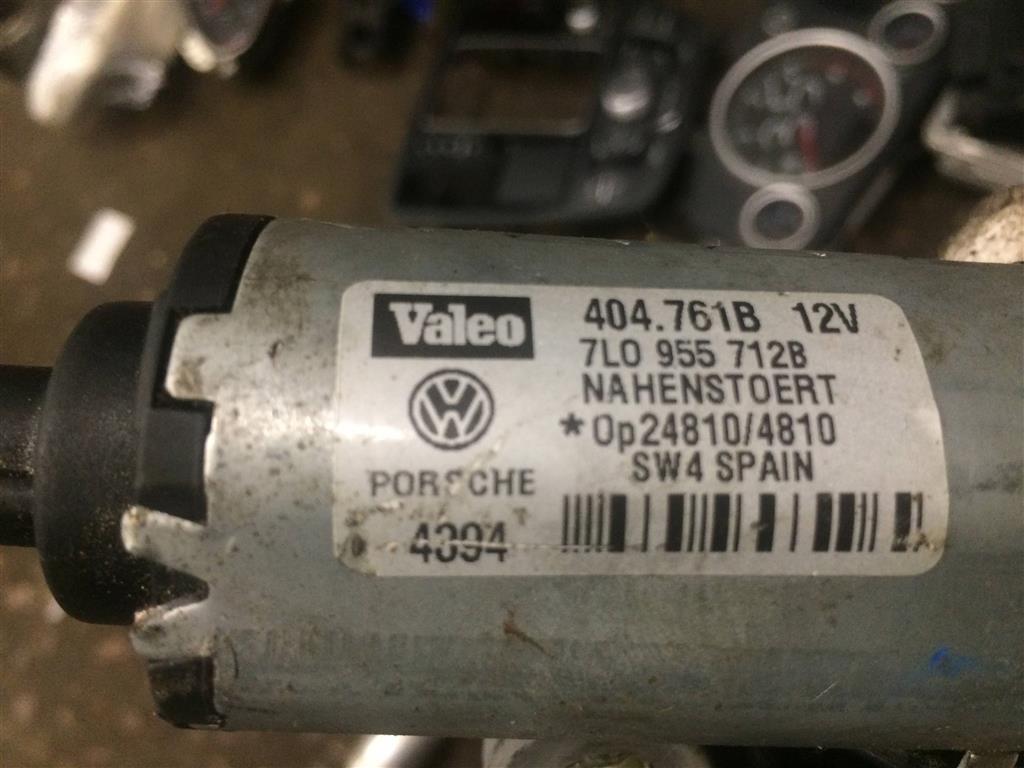 Valeo
404.761B 12V
7L0 955 712B
NAHENSTOERT
*Op24810/4810
SW4 SPAIN
PORSCHE
4394